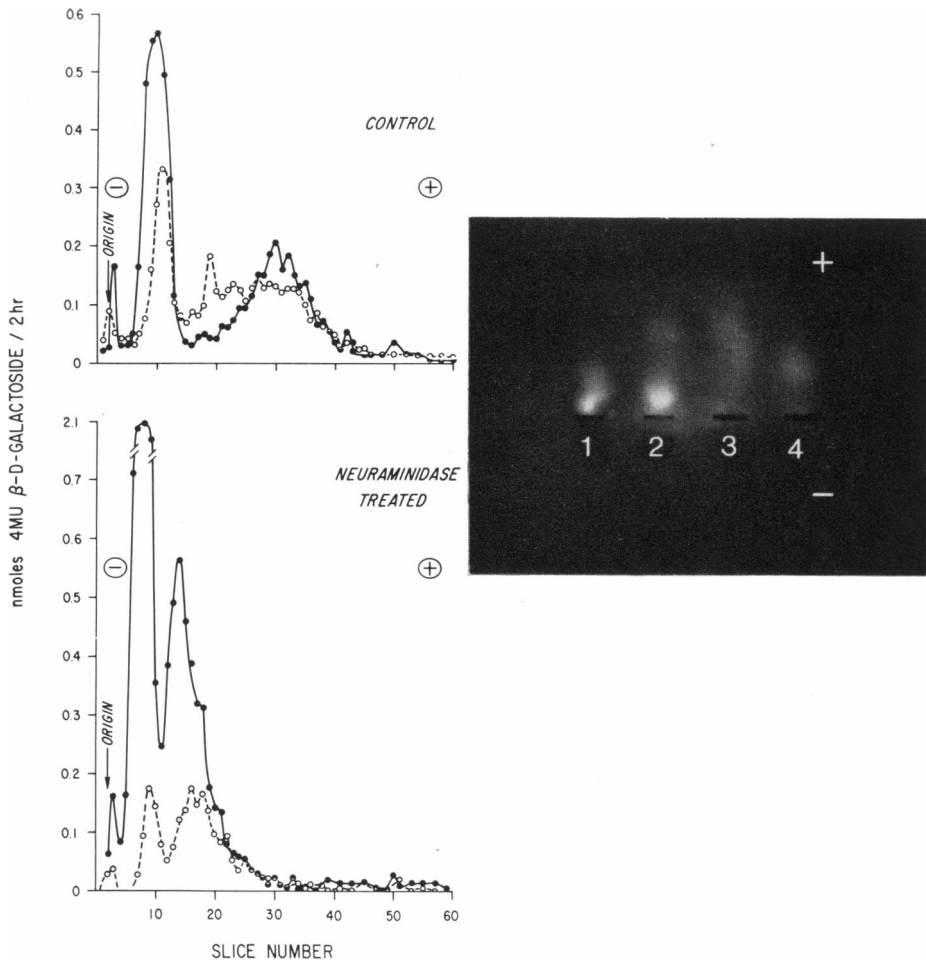 0.6
0.5
CONTROL
0.4
0.3
− +
ORIGIN
0.2
0.1
0
nmoles 4MU β-D-GALACTOSIDE / 2hr
2.1
NEURAMINIDASE
TREATED
0.7
0.6
− +
0.5
0.4
0.3
ORIGIN
0.2
0.1
0
10 20 30 40 50 60
SLICE NUMBER
+
1 2 3 4
−